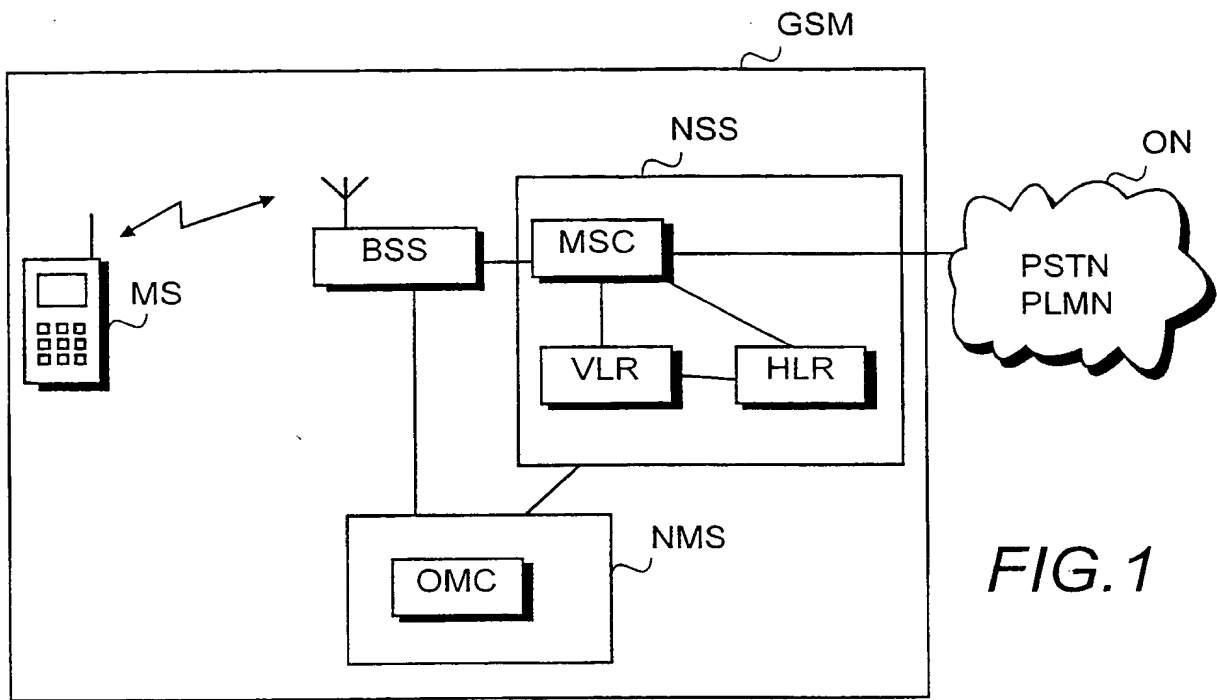 GSM
NSS
ON
MSC
BSS
PSTN
PLMN
MS
VLR
HLR
NMS
OMC
FIG.1